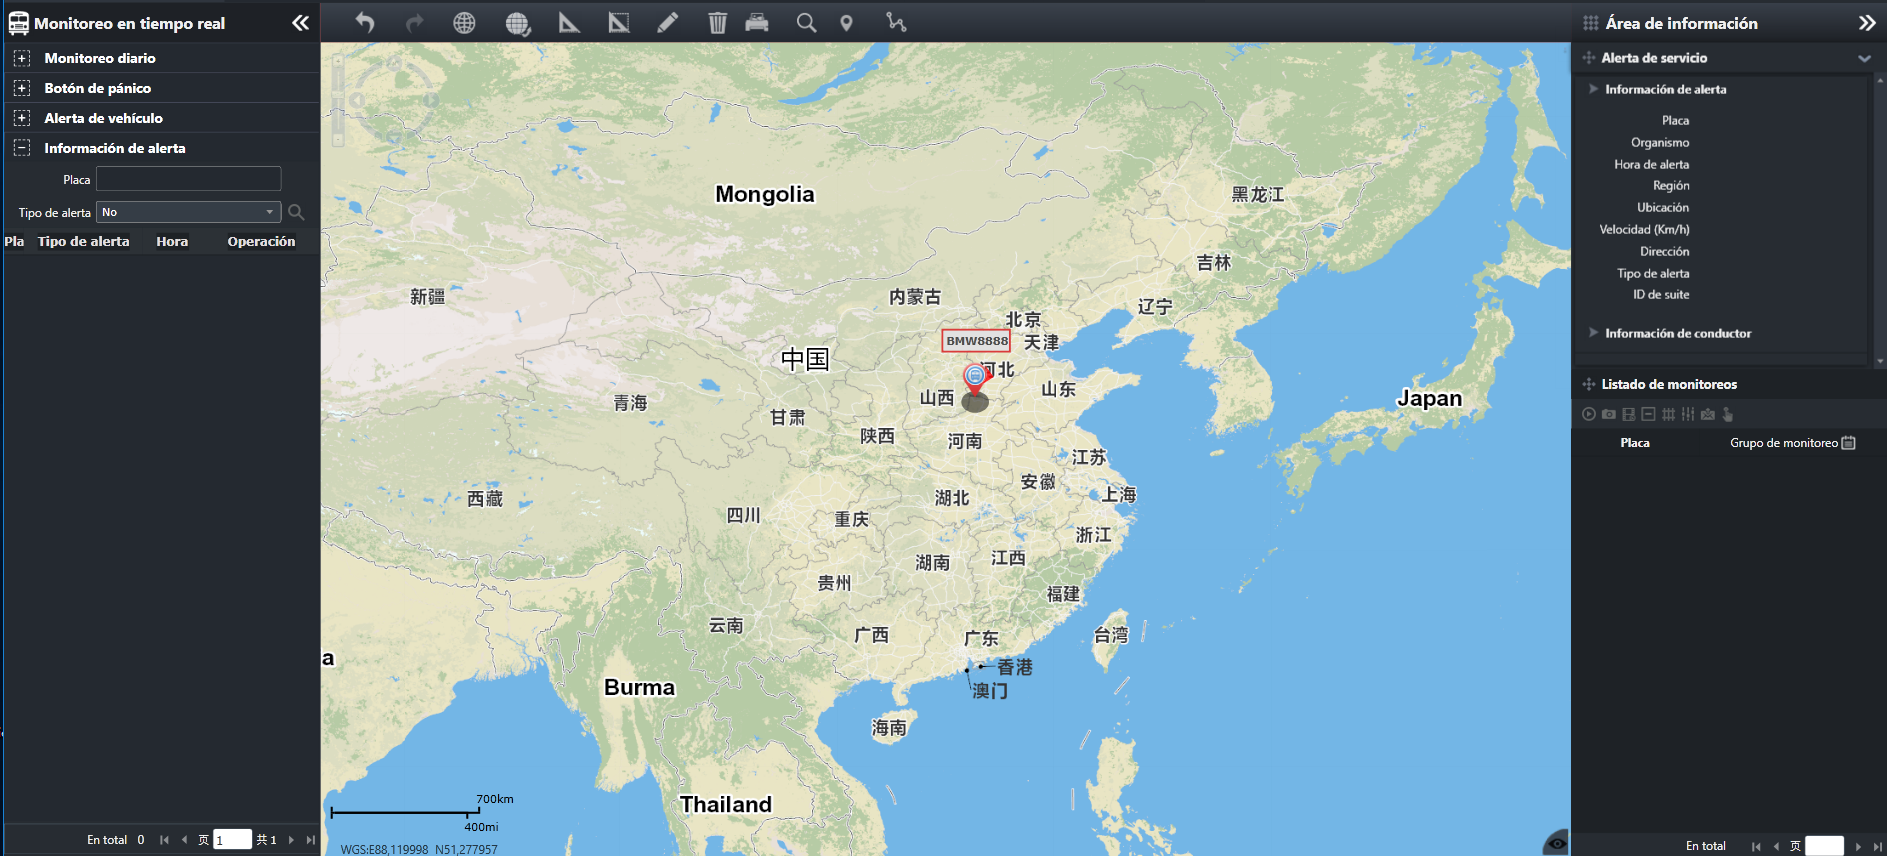 Monitoreo en tiempo real
Monitoreo diario
Botón de pánico
Alerta de vehículo
Información de alerta
Placa
Tipo de alerta No
Pla Tipo de alerta Hora Operación
En total 0 页 1 共 1
Mongolia
黑龙江
吉林
新疆
内蒙古
辽宁
北京
BMW8888
天津
中国
河北
山西
山东
Japan
青海
甘肃
陕西
河南
江苏
安徽
上海
西藏
湖北
四川
重庆
浙江
湖南
江西
贵州
福建
云南
广西
广东
台湾
a
香港
Burma
澳门
海南
Thailand
700km
400mi
WGS:E88,119998 N51,277957
Área de información
Alerta de servicio
Información de alerta
Placa
Organismo
Hora de alerta
Región
Ubicación
Velocidad (Km/h)
Dirección
Tipo de alerta
ID de suite
Información de conductor
Listado de monitoreos
Placa Grupo de monitoreo
En total 页